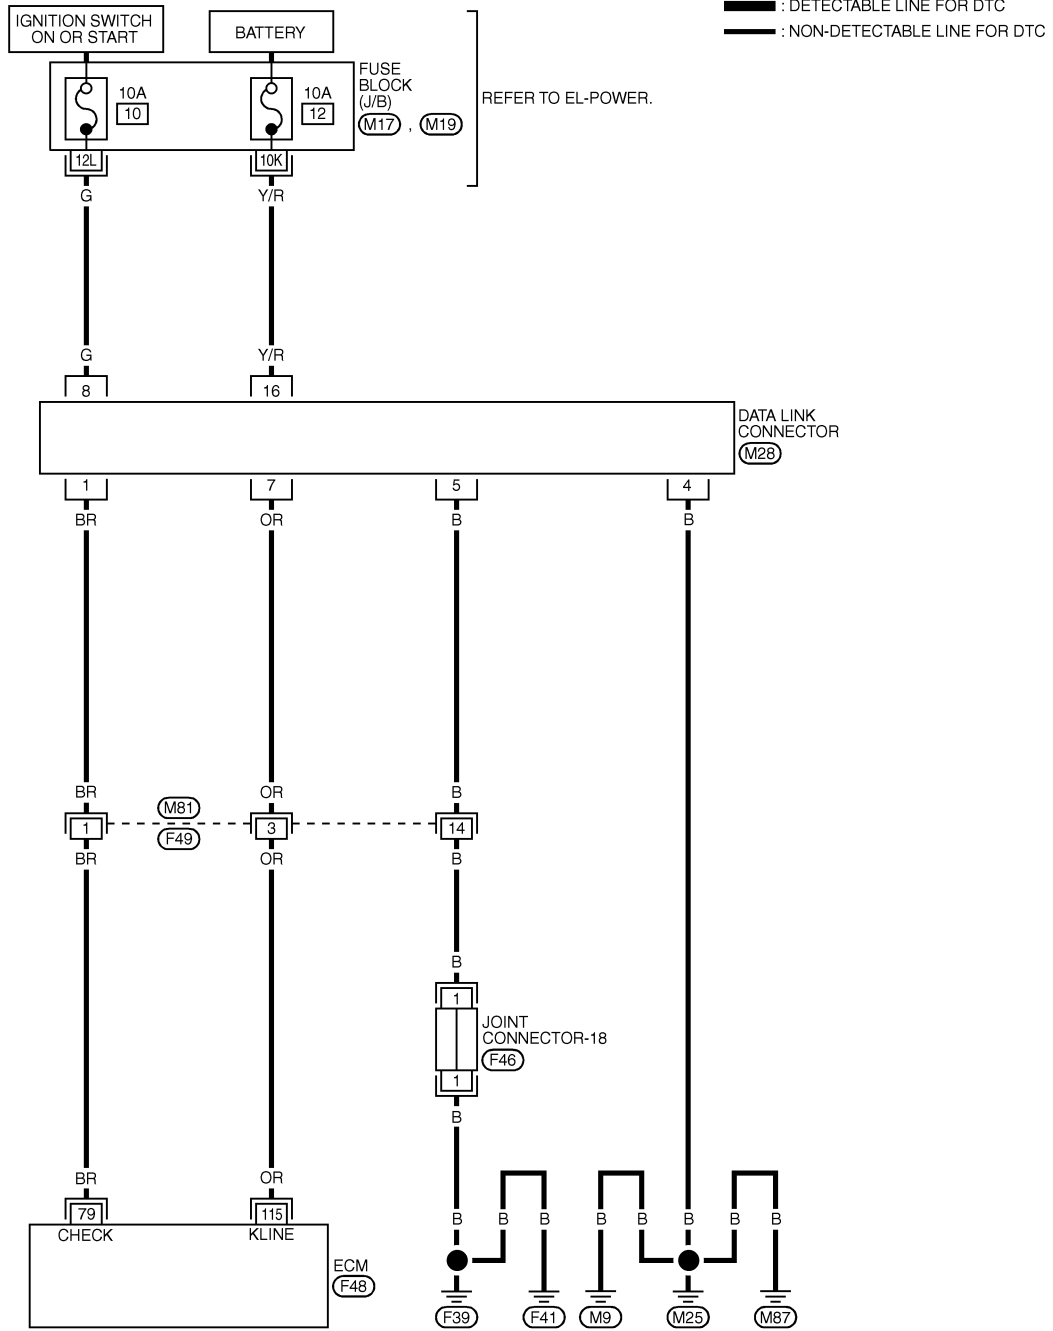 : DETECTABLE LINE FOR DTC
: NON-DETECTABLE LINE FOR DTC
IGNITION SWITCH
ON OR START
BATTERY
10A
10
10A
12
FUSE
BLOCK
(J/B)
M17 , M19
REFER TO EL-POWER.
12L
10K
G
Y/R
G
Y/R
8
16
DATA LINK
CONNECTOR
M28
1
7
5
4
BR
OR
B
B
BR
OR
B
M81
1
3
14
F49
BR
OR
B
B
1
JOINT
CONNECTOR-18
F46
1
B
BR
OR
79
115
CHECK
KLINE
ECM
F48
B
B
B
B
B
B
B
B
F39
F41
M9
M25
M87